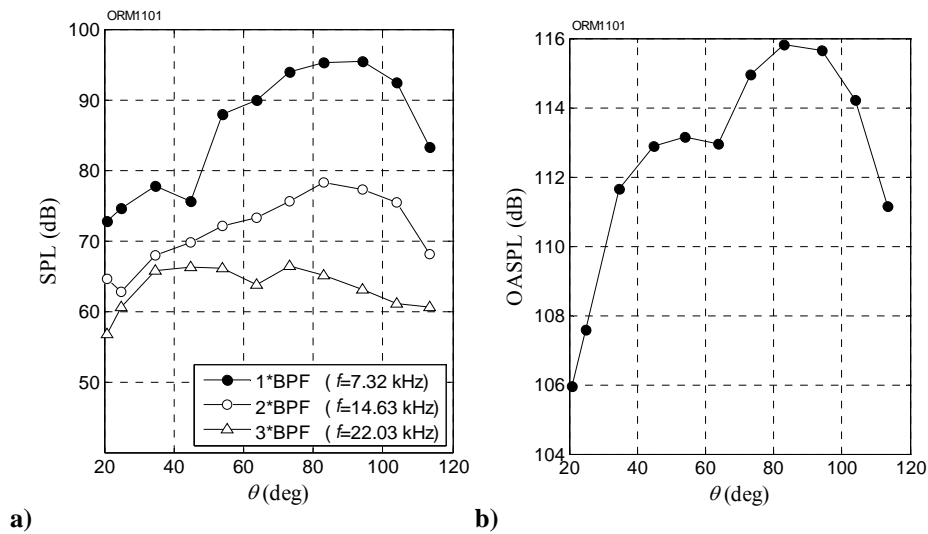 ORM1101
100
90
80
70
60
50
SPL (dB)
1*BPF ( f=7.32 kHz)
2*BPF ( f=14.63 kHz)
3*BPF ( f=22.03 kHz)
20 40 60 80 100 120
θ (deg)
a)
ORM1101
116
114
112
110
108
106
104
OASPL (dB)
20 40 60 80 100 120
θ (deg)
b)